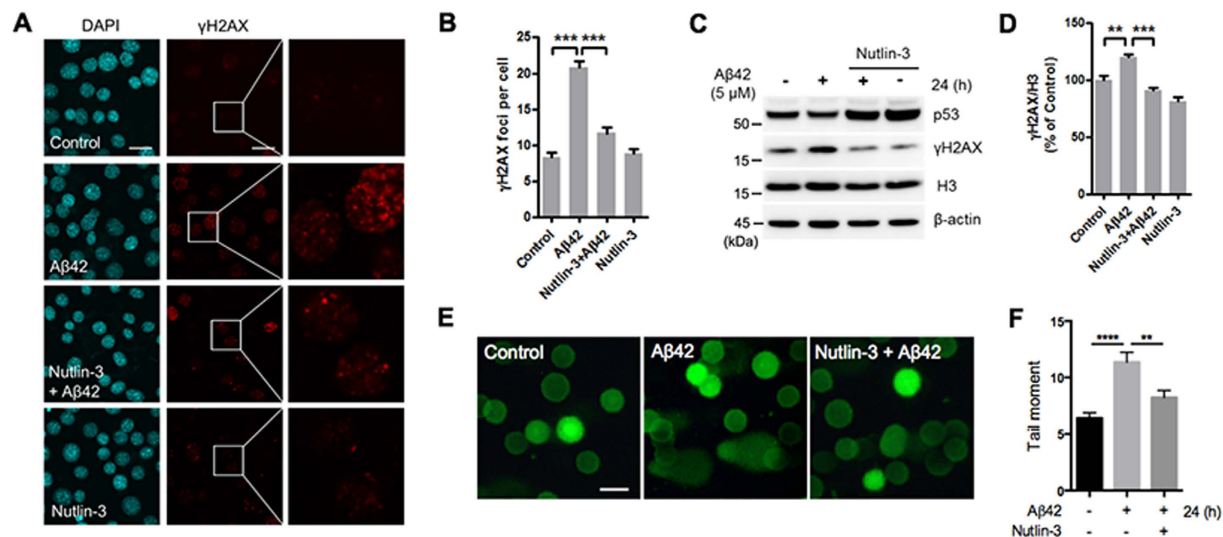 A
DAPI
γH2AX
Control
Aβ42
Nutlin-3
+ Aβ42
Nutlin-3
B
γH2AX foci per cell
25
20
15
10
5
0
***
***
Control
Aβ42
Nutlin-3+Aβ42
Nutlin-3
C
Nutlin-3
Aβ42
(5 μM)
- + + - 24 (h)
50
p53
15
γH2AX
15
H3
45
β-actin
(kDa)
D
γH2AX/H3
(% of Control)
150
100
50
0
**
***
Control
Aβ42
Nutlin-3+Aβ42
Nutlin-3
E
Control
Aβ42
Nutlin-3 + Aβ42
F
Tail moment
15
10
5
0
****
**
Aβ42 - + + 24 (h)
Nutlin-3 - - +